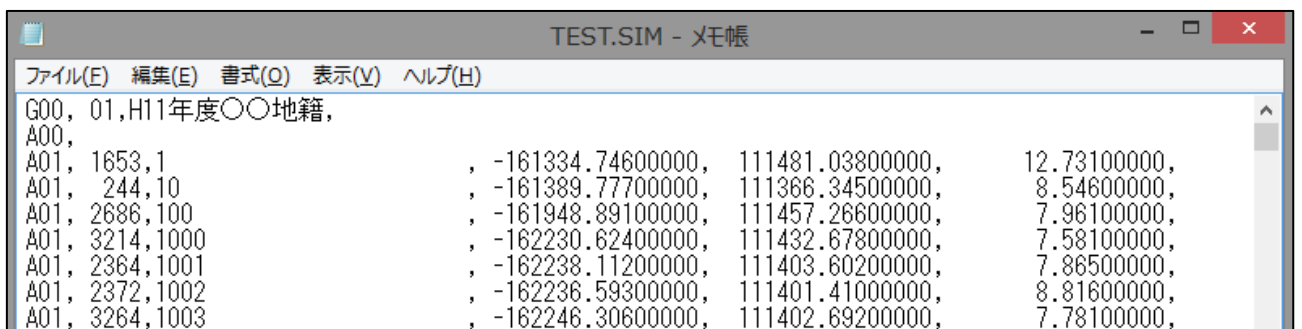 TEST.SIM - メモ帳
ファイル(F) 編集(E) 書式(O) 表示(V) ヘルプ(H)
G00, 01,H11年度〇〇地籍,
A00,
A01, 1653,1 , -161334.74600000, 111481.03800000, 12.73100000,
A01, 244,10 , -161389.77700000, 111366.34500000, 8.54600000,
A01, 2686,100 , -161948.89100000, 111457.26600000, 7.96100000,
A01, 3214,1000 , -162230.62400000, 111432.67800000, 7.58100000,
A01, 2364,1001 , -162238.11200000, 111403.60200000, 7.86500000,
A01, 2372,1002 , -162236.59300000, 111401.41000000, 8.81600000,
A01, 3264,1003 , -162246.30600000, 111402.69200000, 7.78100000,